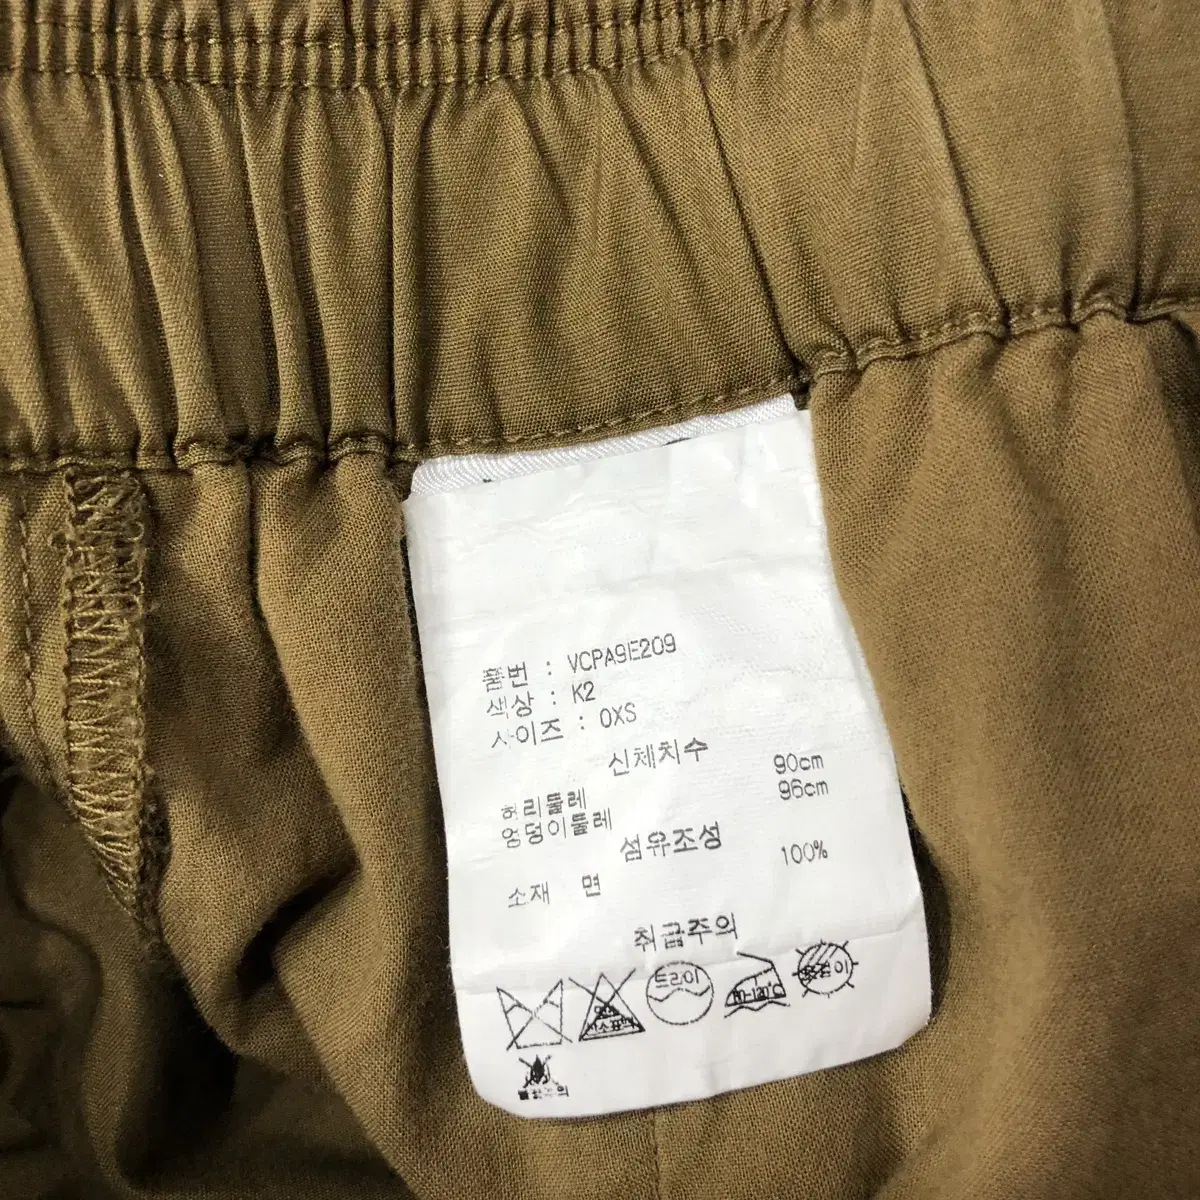 품번 : VCPA9E209
색상 : K2
사이즈 : 0XS
신체치수
허리둘레 90cm
엉덩이둘레 96cm
섬유조성
소재 면 100%
취급주의
드라이